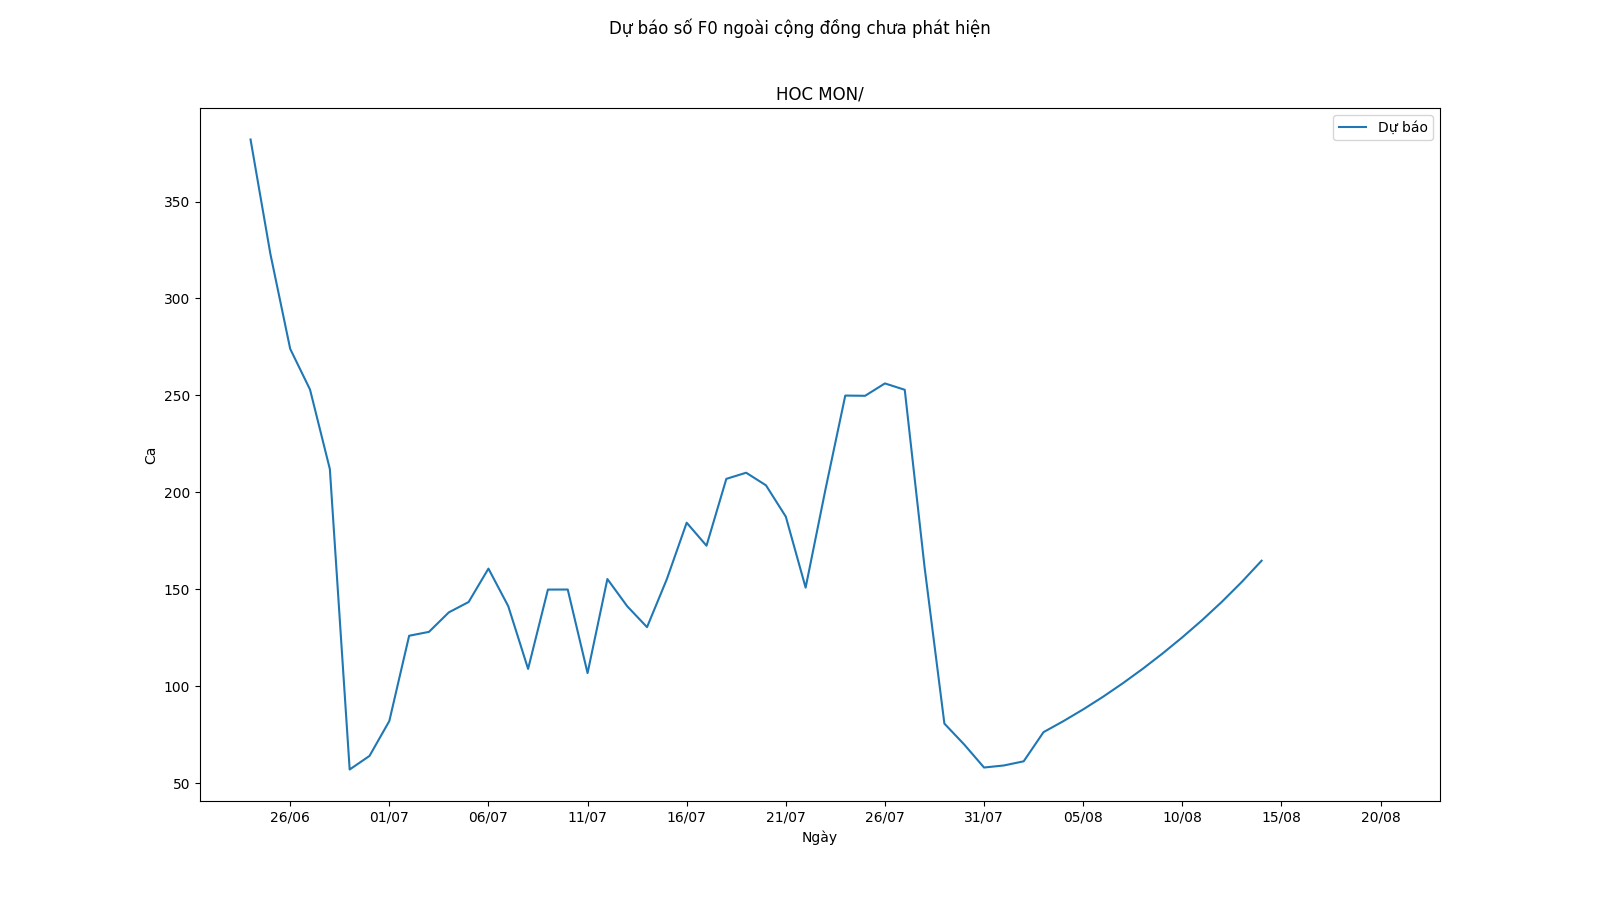 Dự báo số F0 ngoài cộng đồng chưa phát hiện
HOC MON/
Dự báo
350
300
250
200
150
100
50
Ca
26/06 01/07 06/07 11/07 16/07 21/07 26/07 31/07 05/08 10/08 15/08 20/08
Ngày